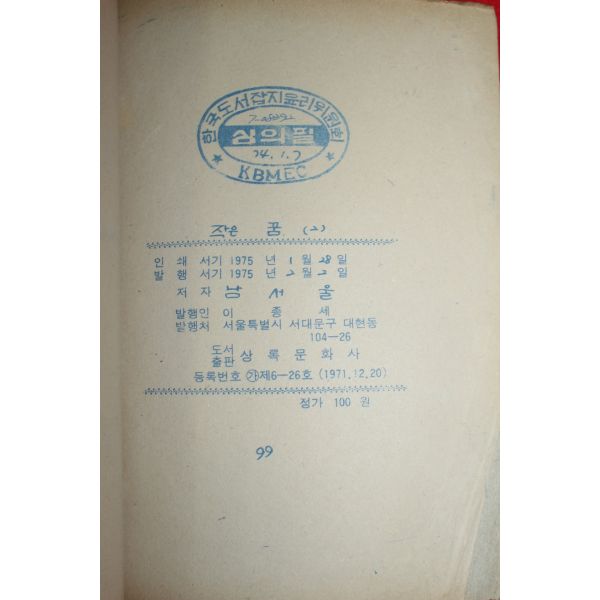 한국도서잡지윤리위원회
심의필
74.1.7
KBMEC
작은 꿈 (2)
인 쇄 서기 1975 년 1 월 28 일
발 행 서기 1975 년 2 월 2 일
저 자 남 서 울
발행인 이 종 세
발행처 서울특별시 서대문구 대현동
104-26
도서출판 상 록 문 화 사
등록번호 ㉮제6-26호 (1971.12.20)
정가 100 원
99